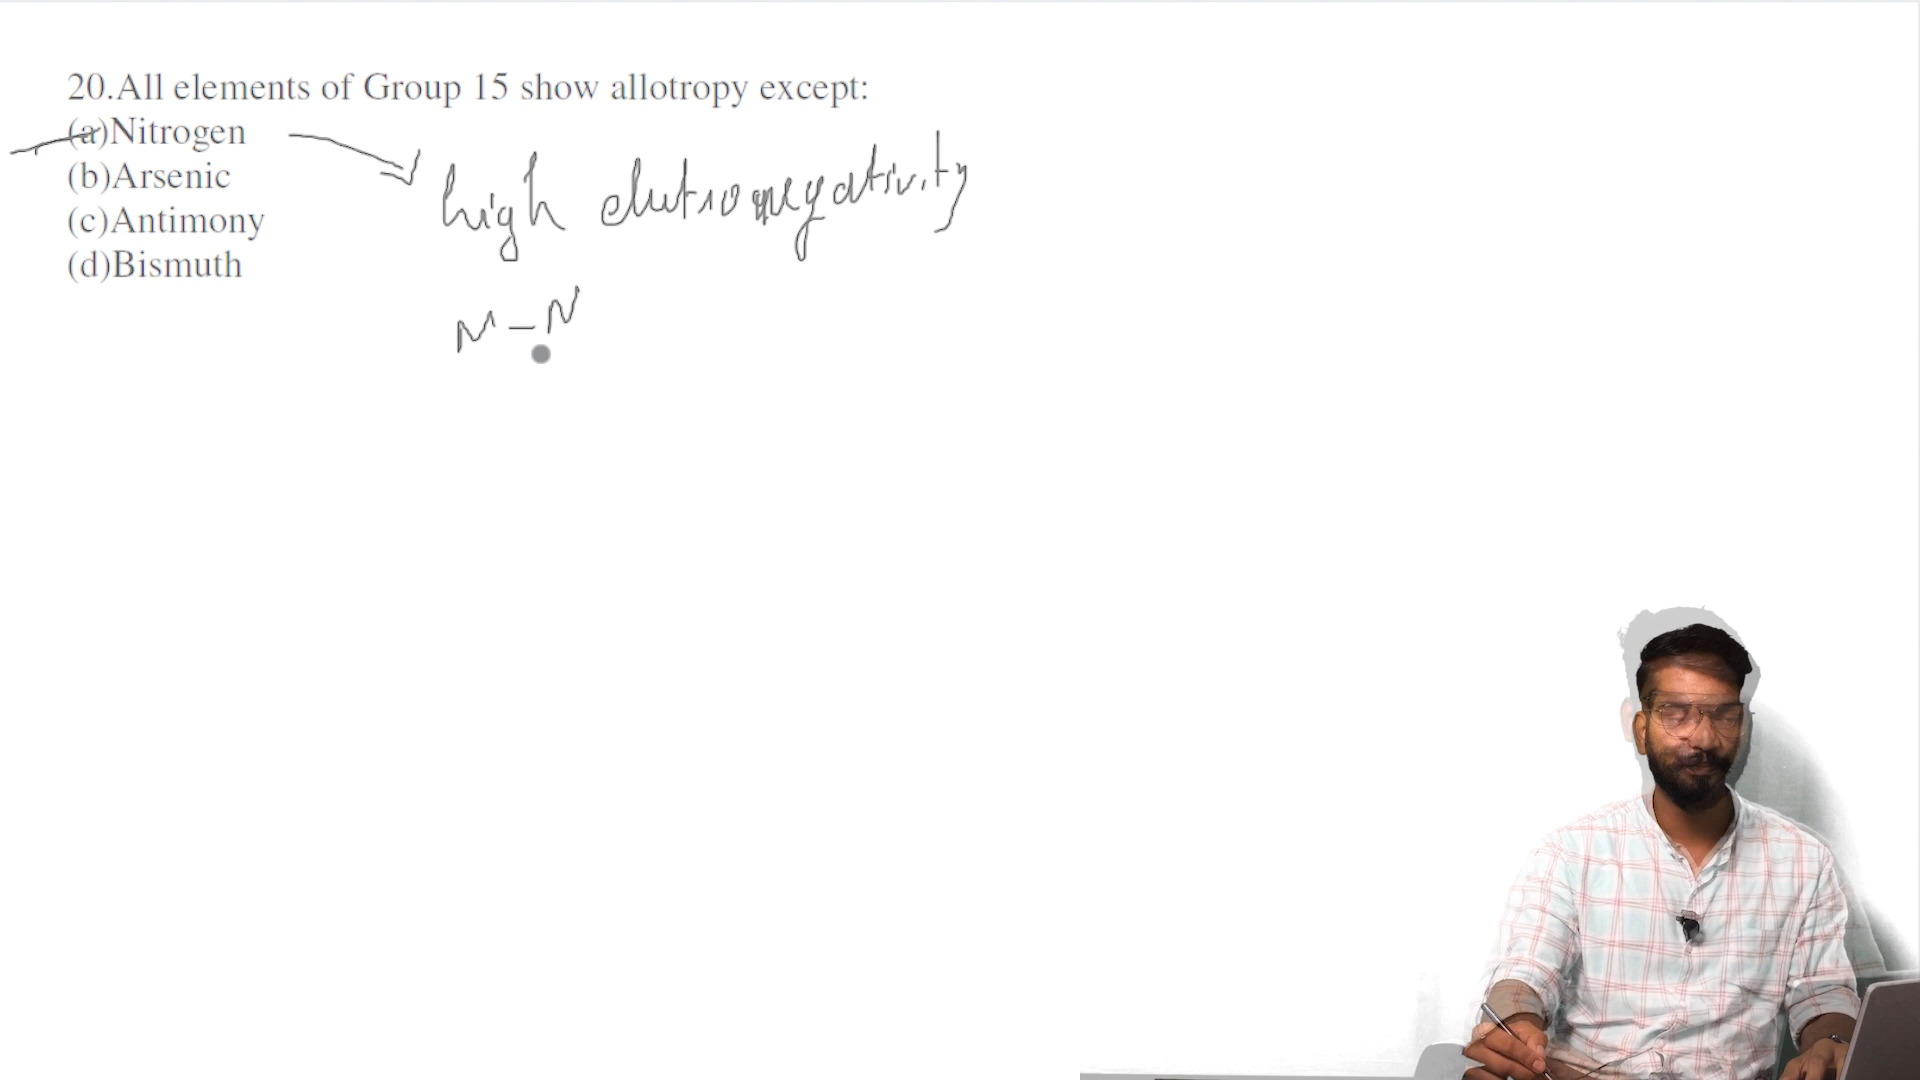 20.All elements of Group 15 show allotropy except:
(a)Nitrogen
(b)Arsenic
(c)Antimony
(d)Bismuth
high electronegativity
N – N